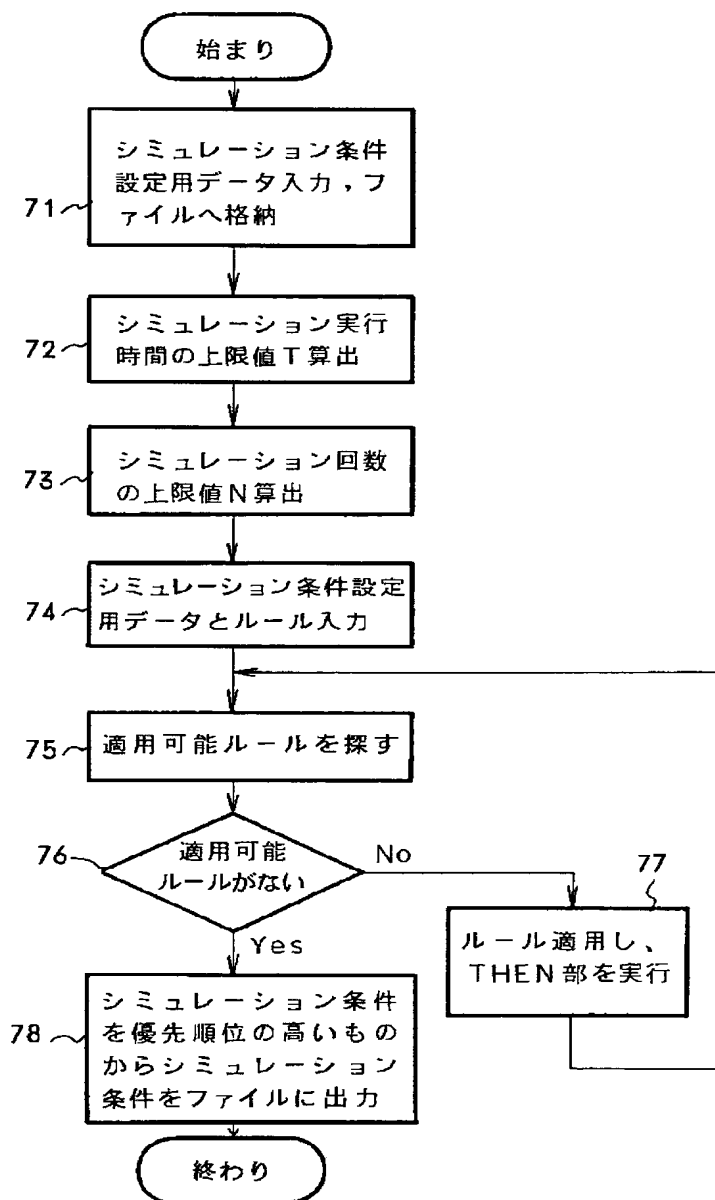 始まり
シミュレーション条件
設定用データ入力，フ
ァイルへ格納
71
シミュレーション実行
時間の上限値T算出
72
シミュレーション回数
の上限値N算出
73
シミュレーション条件設定
用データとルール入力
74
適用可能ルールを探す
75
適用可能
ルールがない
76
No
Yes
77
ルール適用し、
THEN部を実行
シミュレーション条件
を優先順位の高いもの
からシミュレーション
条件をファイルに出力
78
終わり